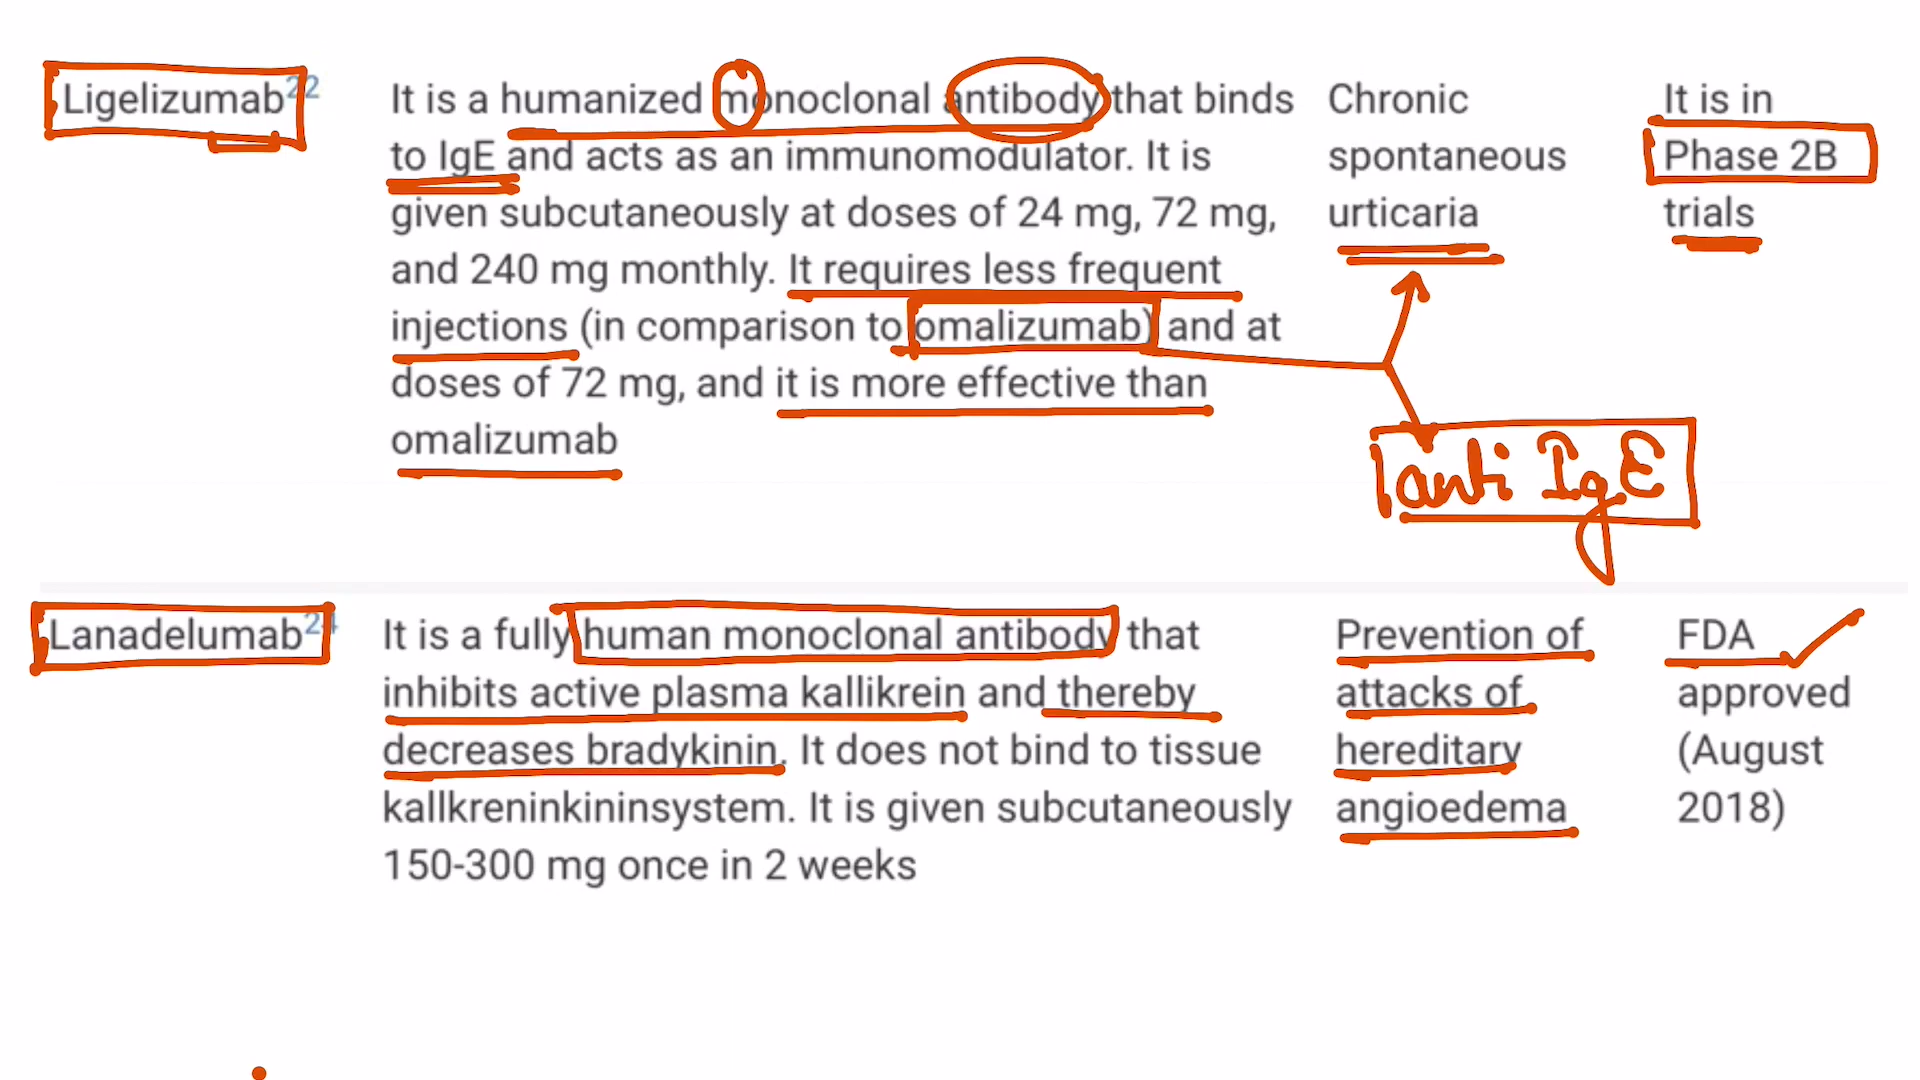 Ligelizumab22
It is a humanized monoclonal antibody that binds
to IgE and acts as an immunomodulator. It is
given subcutaneously at doses of 24 mg, 72 mg,
and 240 mg monthly. It requires less frequent
injections (in comparison to omalizumab) and at
doses of 72 mg, and it is more effective than
omalizumab
Chronic
spontaneous
urticaria
It is in
Phase 2B
trials
anti IgE
Lanadelumab24
It is a fully human monoclonal antibody that
inhibits active plasma kallikrein and thereby
decreases bradykinin. It does not bind to tissue
kallkreninkininsystem. It is given subcutaneously
150-300 mg once in 2 weeks
Prevention of
attacks of
hereditary
angioedema
FDA
approved
(August
2018)